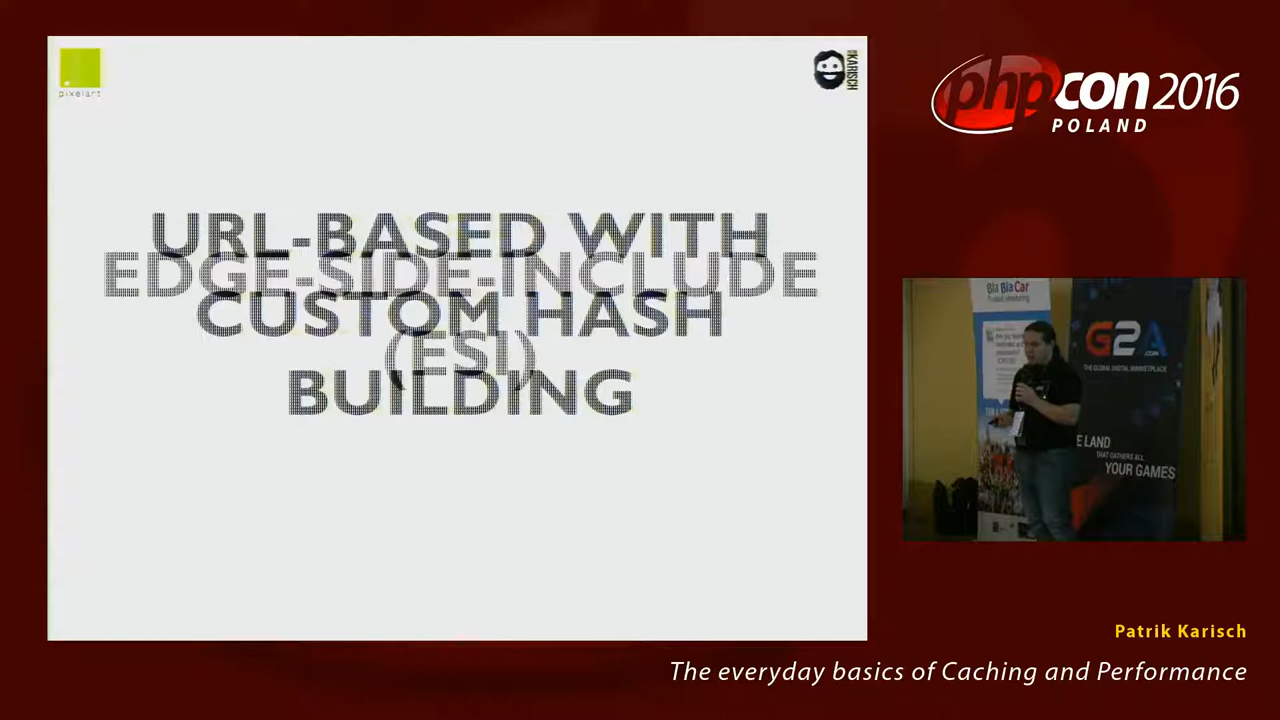 pixelart
KARISCH
URL-BASED WITH
EDGE-SIDE-INCLUDE
CUSTOM HASH
(ESI)
BUILDING
phpcon 2016
POLAND
Bla Bla Car
G2A
.COM
THE GLOBAL DIGITAL MARKETPLACE
E LAND
THAT GATHERS ALL
YOUR GAMES
Patrik Karisch
The everyday basics of Caching and Performance